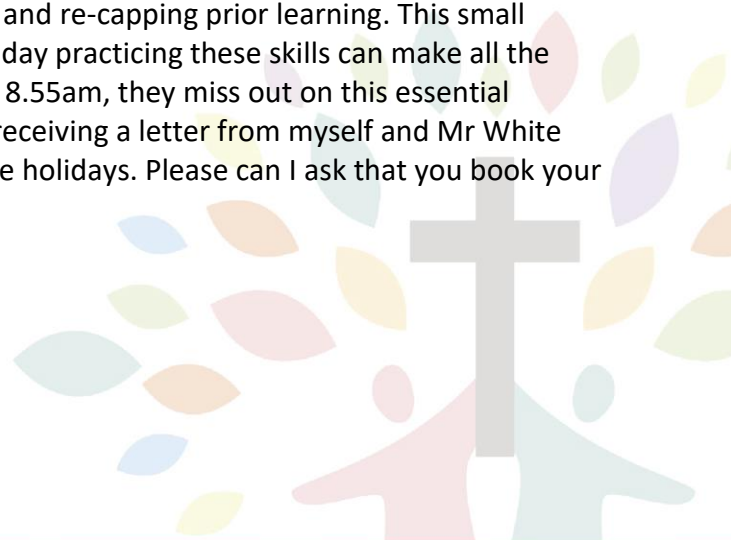 and re-capping prior learning. This small
day practicing these skills can make all the
8.55am, they miss out on this essential
receiving a letter from myself and Mr White
e holidays. Please can I ask that you book your